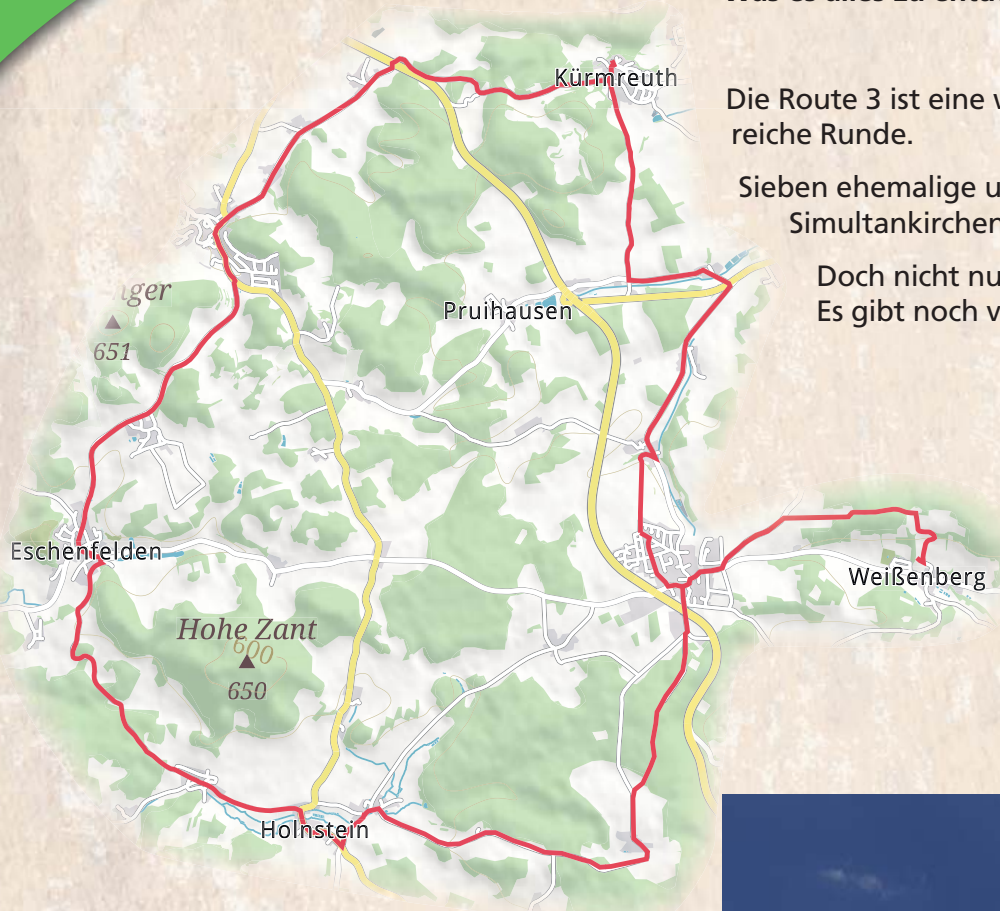 Die Route 3 ist eine
reiche Runde.
Sieben ehemalige
Simultankirchen
Doch nicht
Es gibt noch
Kürmreuth
Pruihausen
651
Eschenfelden
Weißenberg
Hohe Zant
600
650
Holnstein